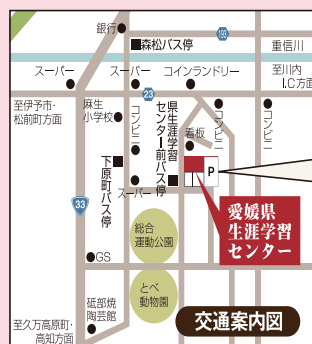 銀行
森松バス停
193
重信川
スーパー
スーパー
コインランドリー
至川内
I.C方面
23
至伊予市・
松前町方面
麻生
小学校
コンビニ
県生涯学習
センター前バス停
コンビニ
コンビニ
看板
下原町バス停
P
スーパー
33
愛媛県
生涯学習
センター
総合
運動公園
GS
とべ
動物園
砥部焼
陶芸館
至久万高原町・
高知方面
交通案内図